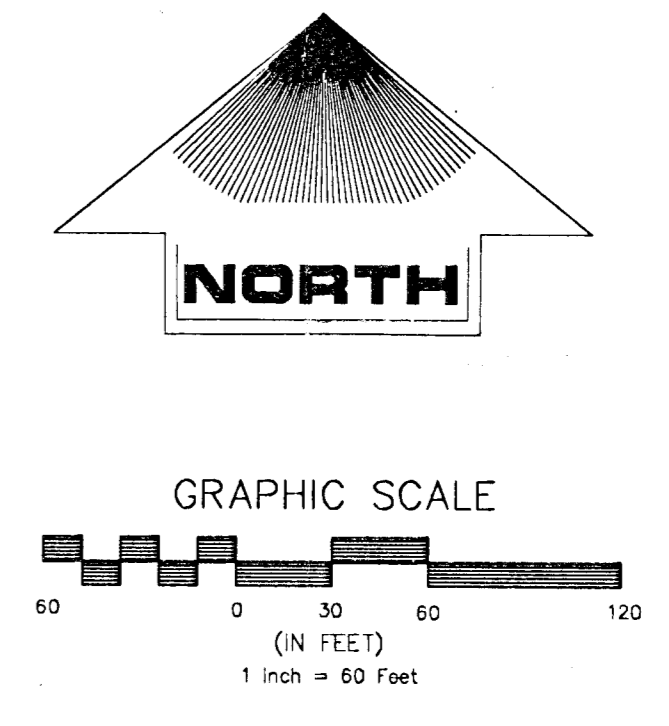 NORTH
GRAPHIC SCALE
60 0 30 60 120
(IN FEET)
1 inch = 60 Feet